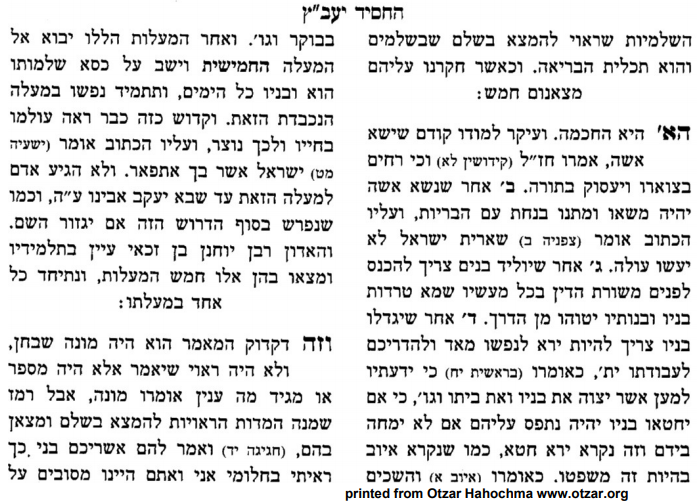 החסיד יעב"ץ
השלמיות שראוי להמצא בשלם שבשלמים
והוא תכלית הבריאה. וכאשר חקרנו עליהם
מצאנום חמש:
הא' היא החכמה. ועיקר למודו קודם שישא
אשה, אמרו חז"ל (קידושין לא) וכי רחים
בצוארו ויעסוק בתורה. ב' אחר שנשא אשה
יהיה משאו ומתנו בנחת עם הבריות, ועליו
הכתוב אומר (צפניה ב) שארית ישראל לא
יעשו עולה. ג' אחר שיוליד בנים צריך להכנס
לפנים משורת הדין בכל מעשיו שמא טרדות
בניו ובנותיו יטוהו מן הדרך. ד' אחר שיגדלו
בניו צריך להיות ירא לנפשו מאד ולהדריכם
לעבודתו ית', כאומרו (בראשית יח) כי ידעתיו
למען אשר יצוה את בניו ואת ביתו וגו', כי אם
יחטאו בניו יהיה נתפס עליהם אם לא ימחה
בידם וזה נקרא ירא חטא, כמו שנקרא איוב
בהיות זה משפטו. כאומרו (איוב א) והשכים
בבוקר וגו'. ואחר המעלות הללו יבוא אל
המעלה החמישית וישב על כסא שלמותו
הוא ובניו כל הימים, ותתמיד נפשו במעלה
הנכבדת הזאת. וקדוש כזה כבר ראה עולמו
בחייו ולכך נוצר, ועליו הכתוב אומר (ישעיה
מט) ישראל אשר בך אתפאר. ולא הגיע אדם
למעלה הזאת עד שבא יעקב אבינו ע"ה, וכמו
שנפרש בסוף הדרוש הזה אם יגזור השם.
והאדון רבן יוחנן בן זכאי עיין בתלמידיו
ומצאו בהן אלו חמש המעלות, ונתיחד כל
אחד במעלתו:
וזה דקדוק המאמר הוא היה מונה שבחן,
ולא היה ראוי שיאמר אלא היה מספר
או מגיד מה ענין אומרו מונה, אבל רמז
שמנה המדות הראויות להמצא בשלם ומצאן
בהם, (חגיגה יד) ואמר להם אשריכם בני כך
ראיתי בחלומי אני ואתם היינו מסובים על
printed from Otzar Hahochma www.otzar.org